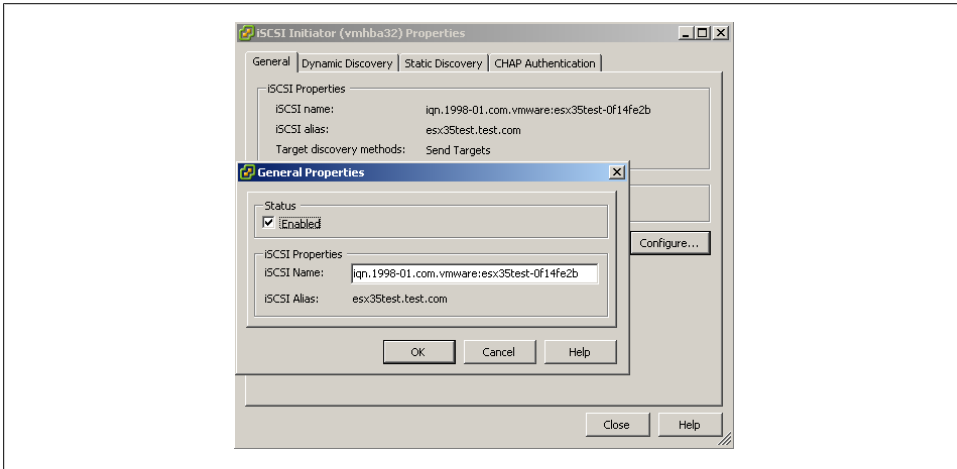 iSCSI Initiator (vmhba32) Properties
General Dynamic Discovery Static Discovery CHAP Authentication
iSCSI Properties
iSCSI name: iqn.1998-01.com.vmware:esx35test-0f14fe2b
iSCSI alias: esx35test.test.com
Target discovery methods: Send Targets
General Properties
Status
Enabled
Configure...
iSCSI Properties
iSCSI Name: iqn.1998-01.com.vmware:esx35test-0f14fe2b
iSCSI Alias: esx35test.test.com
OK Cancel Help
Close Help